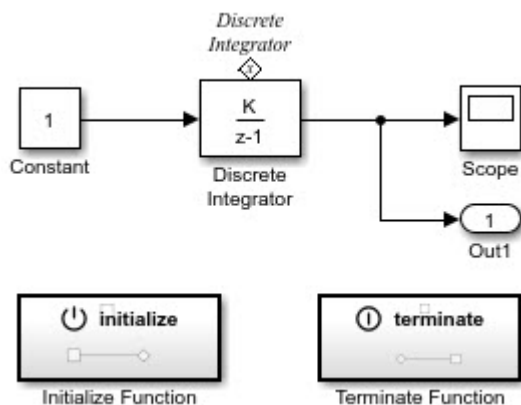 Discrete
Integrator
x
1
K
z-1
Constant
Discrete
Integrator
Scope
1
Out1
initialize
terminate
Initialize Function
Terminate Function